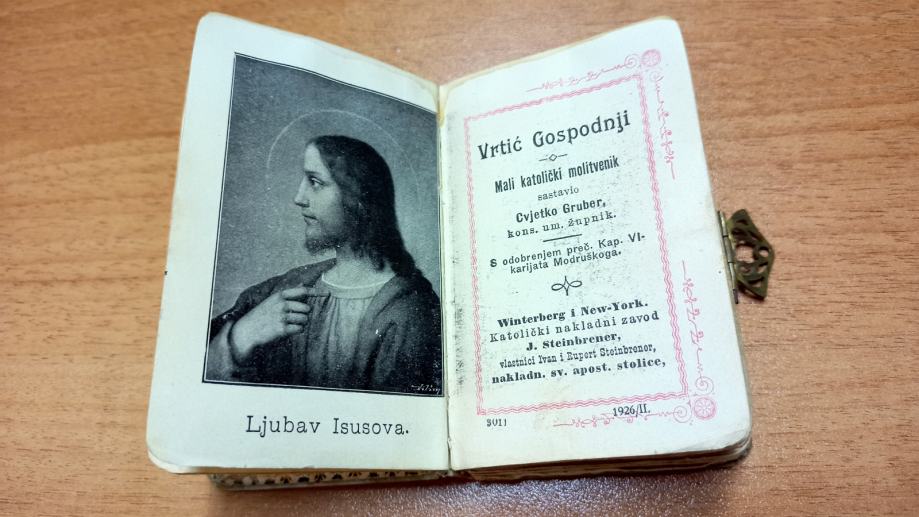 Ljubav Isusova.
Vrtić Gospodnji
Mali katolički molitvenik
sastavio
Cvjetko Gruber,
kons. um. župnik.
S odobrenjem preč. Kap. Vi-
karijata Modruškoga.
Winterberg i New-York.
Katolički nakladni zavod
J. Steinbrener,
vlastnici Ivan i Rupert Steinbrener,
nakladn. sv. apost. stolice,
1926/II.